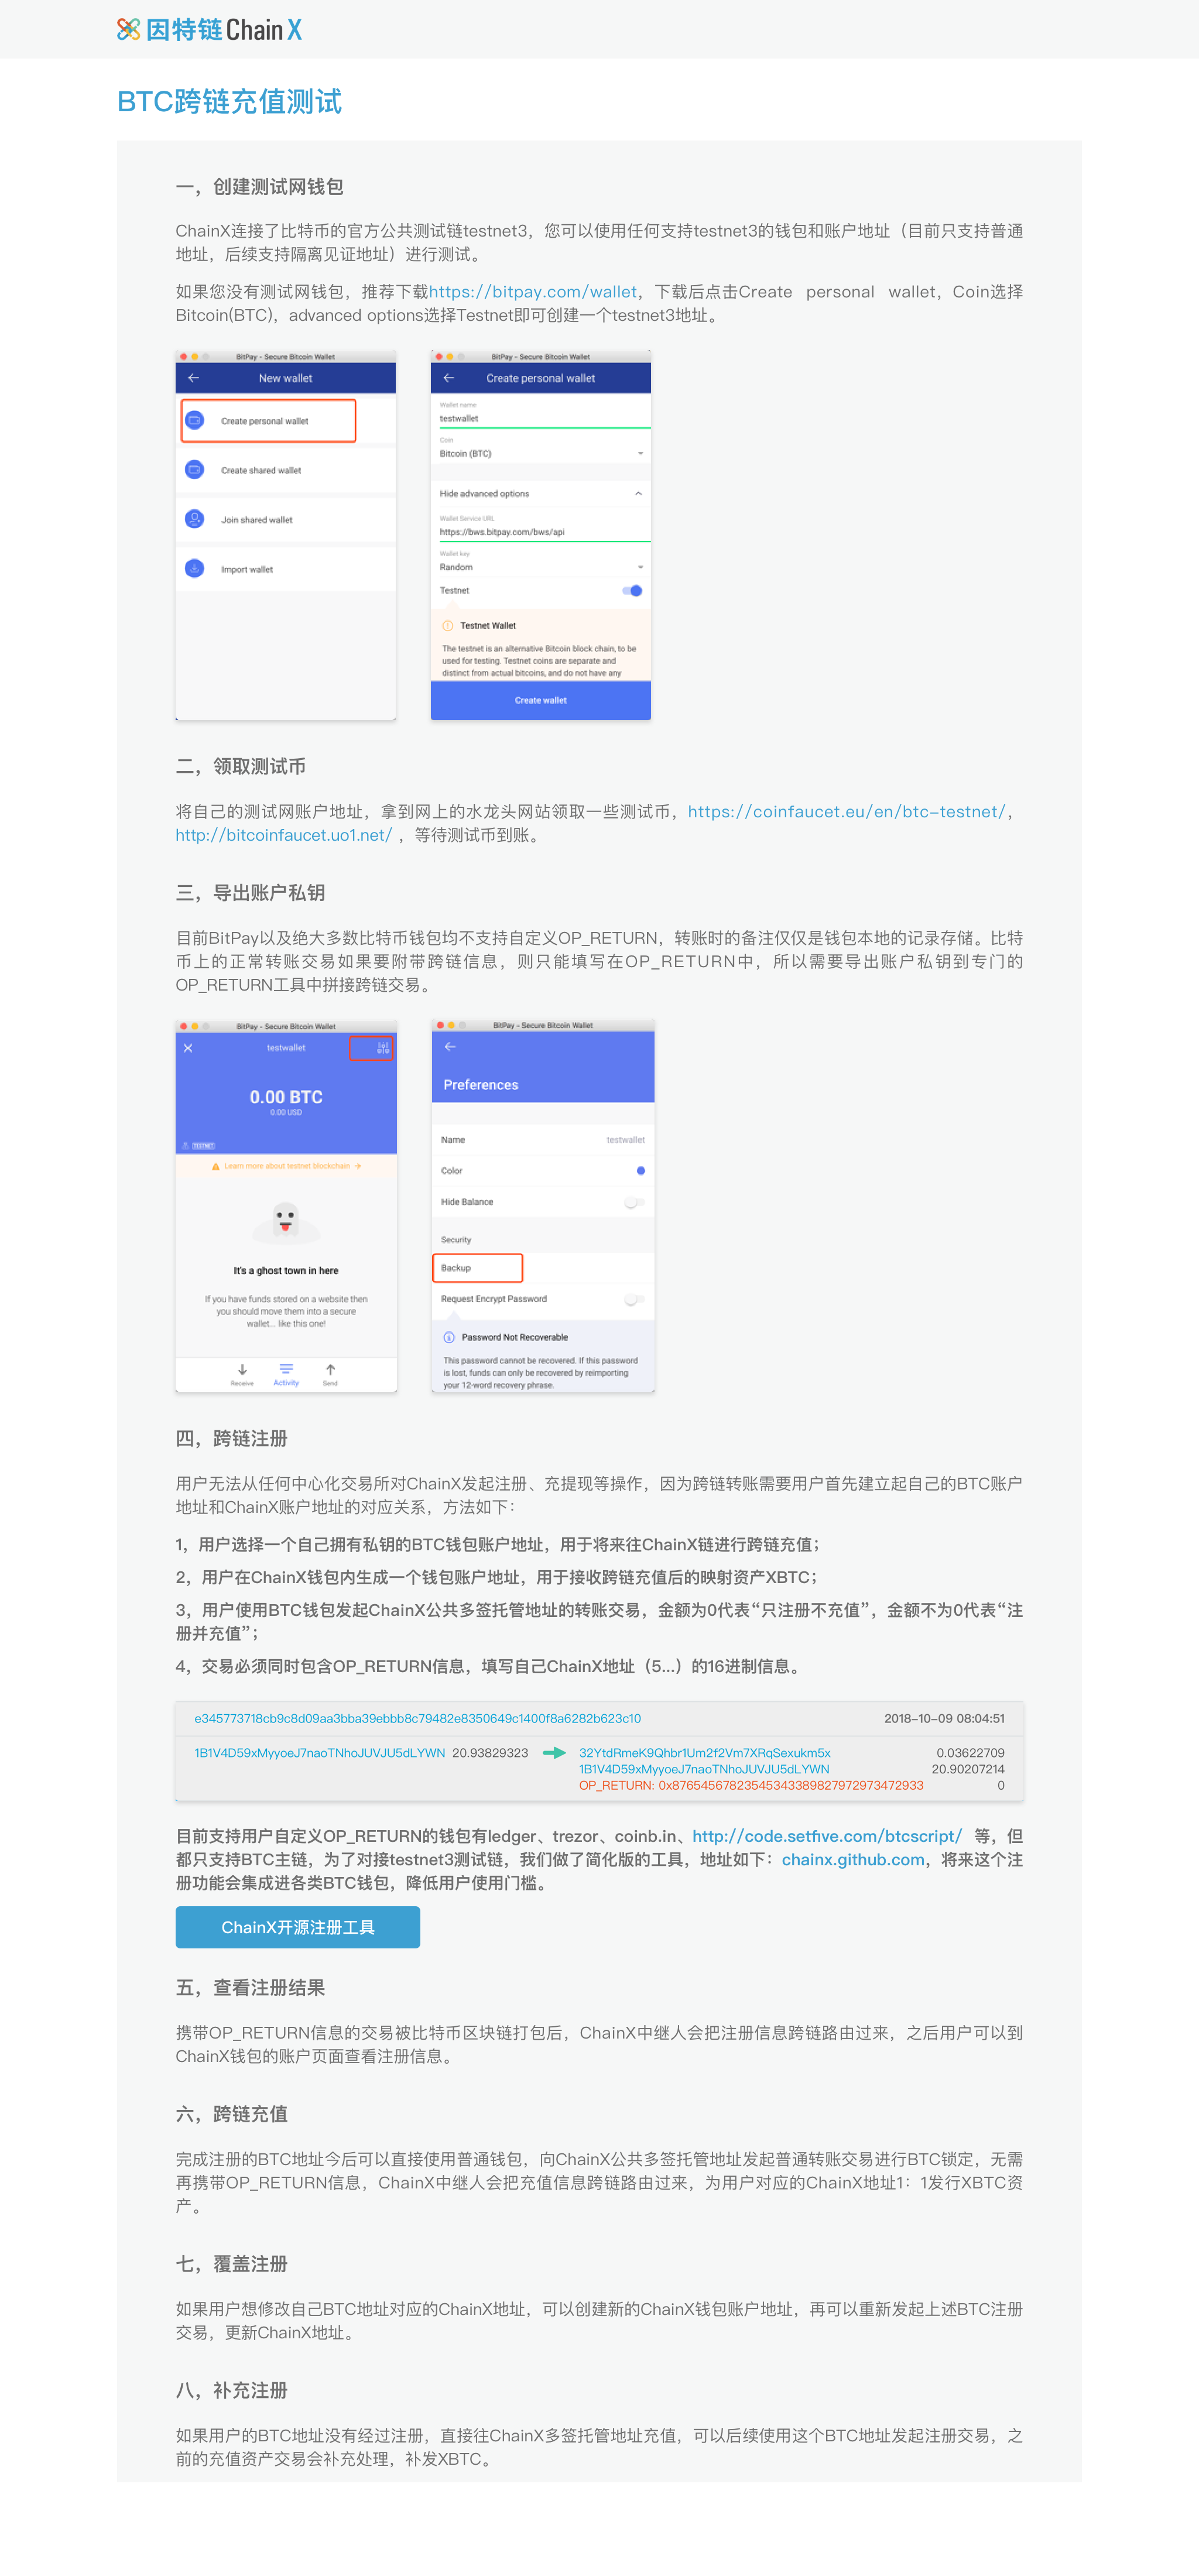 因特链ChainX
BTC跨链充值测试
一，创建测试网钱包
ChainX连接了比特币的官方公共测试链testnet3，您可以使用任何支持testnet3的钱包和账户地址（目前只支持普通
地址，后续支持隔离见证地址）进行测试。
如果您没有测试网钱包，推荐下载https://bitpay.com/wallet，下载后点击Create personal wallet，Coin选择
Bitcoin(BTC)，advanced options选择Testnet即可创建一个testnet3地址。
BitPay - Secure Bitcoin Wallet
New wallet
Create personal wallet
Create shared wallet
Join shared wallet
Import wallet
BitPay - Secure Bitcoin Wallet
Create personal wallet
Wallet name
testwallet
Coin
Bitcoin (BTC)
Hide advanced options
Wallet Service URL
https://bws.bitpay.com/bws/api
Wallet key
Random
Testnet
Testnet Wallet
The testnet is an alternative Bitcoin block chain, to be
used for testing. Testnet coins are separate and
distinct from actual bitcoins, and do not have any
Create wallet
二，领取测试币
将自己的测试网账户地址，拿到网上的水龙头网站领取一些测试币，https://coinfaucet.eu/en/btc-testnet/，
http://bitcoinfaucet.uo1.net/ ，等待测试币到账。
三，导出账户私钥
目前BitPay以及绝大多数比特币钱包均不支持自定义OP_RETURN，转账时的备注仅仅是钱包本地的记录存储。比特
币上的正常转账交易如果要附带跨链信息，则只能填写在OP_RETURN中，所以需要导出账户私钥到专门的
OP_RETURN工具中拼接跨链交易。
BitPay - Secure Bitcoin Wallet
testwallet
0.00 BTC
0.00 USD
TESTNET
Learn more about testnet blockchain
It's a ghost town in here
If you have funds stored on a website then
you should move them into a secure
wallet... like this one!
Receive
Activity
Send
BitPay - Secure Bitcoin Wallet
Preferences
Name testwallet
Color
Hide Balance
Security
Backup
Request Encrypt Password
Password Not Recoverable
This password cannot be recovered. If this password
is lost, funds can only be recovered by reimporting
your 12-word recovery phrase.
四，跨链注册
用户无法从任何中心化交易所对ChainX发起注册、充提现等操作，因为跨链转账需要用户首先建立起自己的BTC账户
地址和ChainX账户地址的对应关系，方法如下：
1，用户选择一个自己拥有私钥的BTC钱包账户地址，用于将来往ChainX链进行跨链充值；
2，用户在ChainX钱包内生成一个钱包账户地址，用于接收跨链充值后的映射资产XBTC；
3，用户使用BTC钱包发起ChainX公共多签托管地址的转账交易，金额为0代表“只注册不充值”，金额不为0代表“注
册并充值”；
4，交易必须同时包含OP_RETURN信息，填写自己ChainX地址（5...）的16进制信息。
e345773718cb9c8d09aa3bba39ebbb8c79482e8350649c1400f8a6282b623c10 2018-10-09 08:04:51
1B1V4D59xMyyoeJ7naoTNhoJUVJU5dLYWN 20.93829323 32YtdRmeK9Qhbr1Um2f2Vm7XRqSexukm5x 0.03622709
1B1V4D59xMyyoeJ7naoTNhoJUVJU5dLYWN 20.90207214
OP_RETURN: 0x876545678235453433898279729734729​33 0
目前支持用户自定义OP_RETURN的钱包有ledger、trezor、coinb.in、http://code.setfive.com/btcscript/ 等，但
都只支持BTC主链，为了对接testnet3测试链，我们做了简化版的工具，地址如下：chainx.github.com，将来这个注
册功能会集成进各类BTC钱包，降低用户使用门槛。
ChainX开源注册工具
五，查看注册结果
携带OP_RETURN信息的交易被比特币区块链打包后，ChainX中继人会把注册信息跨链路由过来，之后用户可以到
ChainX钱包的账户页面查看注册信息。
六，跨链充值
完成注册的BTC地址今后可以直接使用普通钱包，向ChainX公共多签托管地址发起普通转账交易进行BTC锁定，无需
再携带OP_RETURN信息，ChainX中继人会把充值信息跨链路由过来，为用户对应的ChainX地址1：1发行XBTC资
产。
七，覆盖注册
如果用户想修改自己BTC地址对应的ChainX地址，可以创建新的ChainX钱包账户地址，再可以重新发起上述BTC注册
交易，更新ChainX地址。
八，补充注册
如果用户的BTC地址没有经过注册，直接往ChainX多签托管地址充值，可以后续使用这个BTC地址发起注册交易，之
前的充值资产交易会补充处理，补发XBTC。